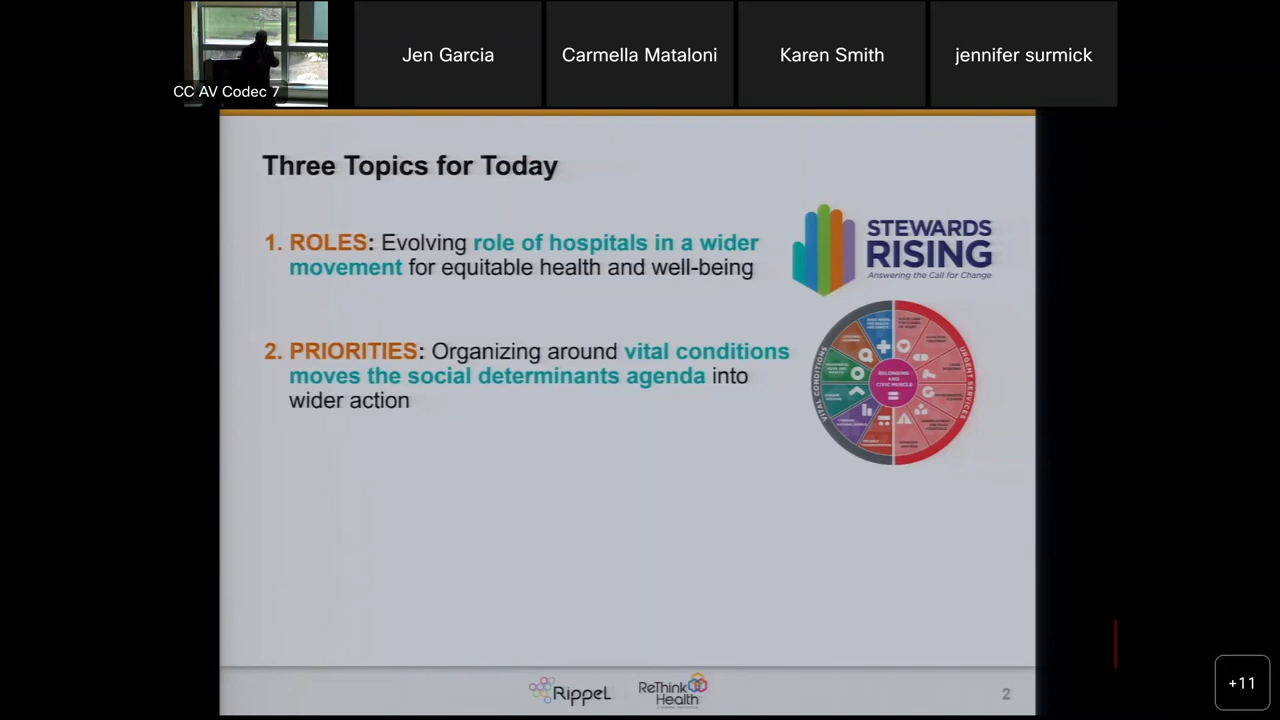 CC AV Codec 7
Jen Garcia
Carmella Mataloni
Karen Smith
jennifer surmick
Three Topics for Today
1. ROLES: Evolving role of hospitals in a wider
movement for equitable health and well-being
STEWARDS
RISING
Answering the Call for Change
2. PRIORITIES: Organizing around vital conditions
moves the social determinants agenda into
wider action
VITAL CONDITIONS
BELONGING
AND
CIVIC MUSCLE
URGENT SERVICES
Rippel
ReThink
Health
2
+11